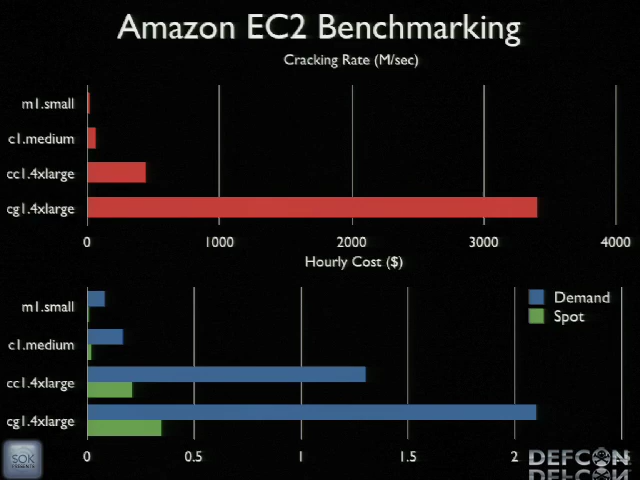 Amazon EC2 Benchmarking
Cracking Rate (M/sec)
m1.small
c1.medium
cc1.4xlarge
cg1.4xlarge
0 1000 2000 3000 4000
Hourly Cost ($)
Demand
Spot
m1.small
c1.medium
cc1.4xlarge
cg1.4xlarge
0 0.5 1 1.5 2
SOK
DEFCON